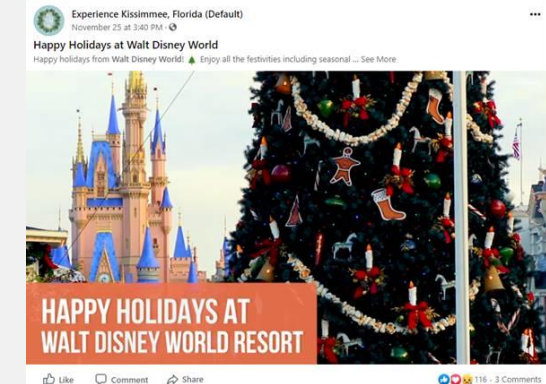 Experience Kissimmee, Florida (Default)
November 25 at 3:40 PM ·
Happy Holidays at Walt Disney World
Happy holidays from Walt Disney World! 🎄 Enjoy all the festivities including seasonal ... See More
HAPPY HOLIDAYS AT
WALT DISNEY WORLD RESORT
Like Comment Share 116 · 3 Comments